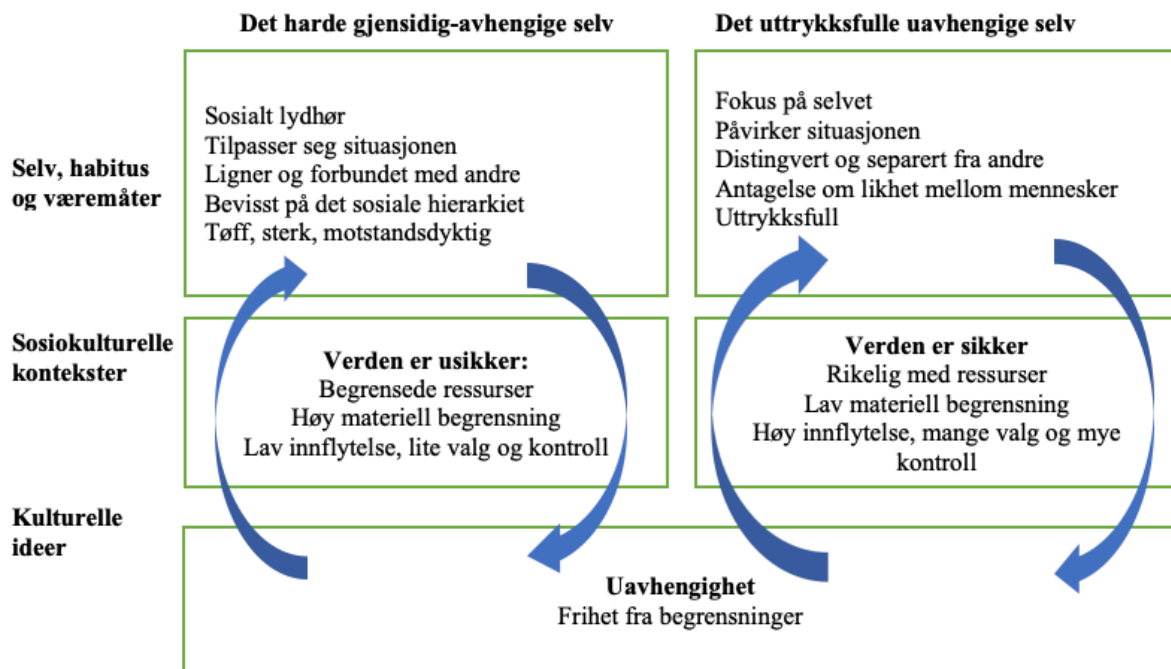 Det harde gjensidig-avhengige selv
Det uttrykksfulle uavhengige selv
Selv, habitus
og væremåter
Sosialt lydhør
Tilpasser seg situasjonen
Ligner og forbundet med andre
Bevisst på det sosiale hierarkiet
Tøff, sterk, motstandsdyktig
Fokus på selvet
Påvirker situasjonen
Distingvert og separert fra andre
Antagelse om likhet mellom mennesker
Uttrykksfull
Sosiokulturelle
kontekster
Verden er usikker:
Begrensede ressurser
Høy materiell begrensning
Lav innflytelse, lite valg og kontroll
Verden er sikker
Rikelig med ressurser
Lav materiell begrensning
Høy innflytelse, mange valg og mye
kontroll
Kulturelle
ideer
Uavhengighet
Frihet fra begrensninger